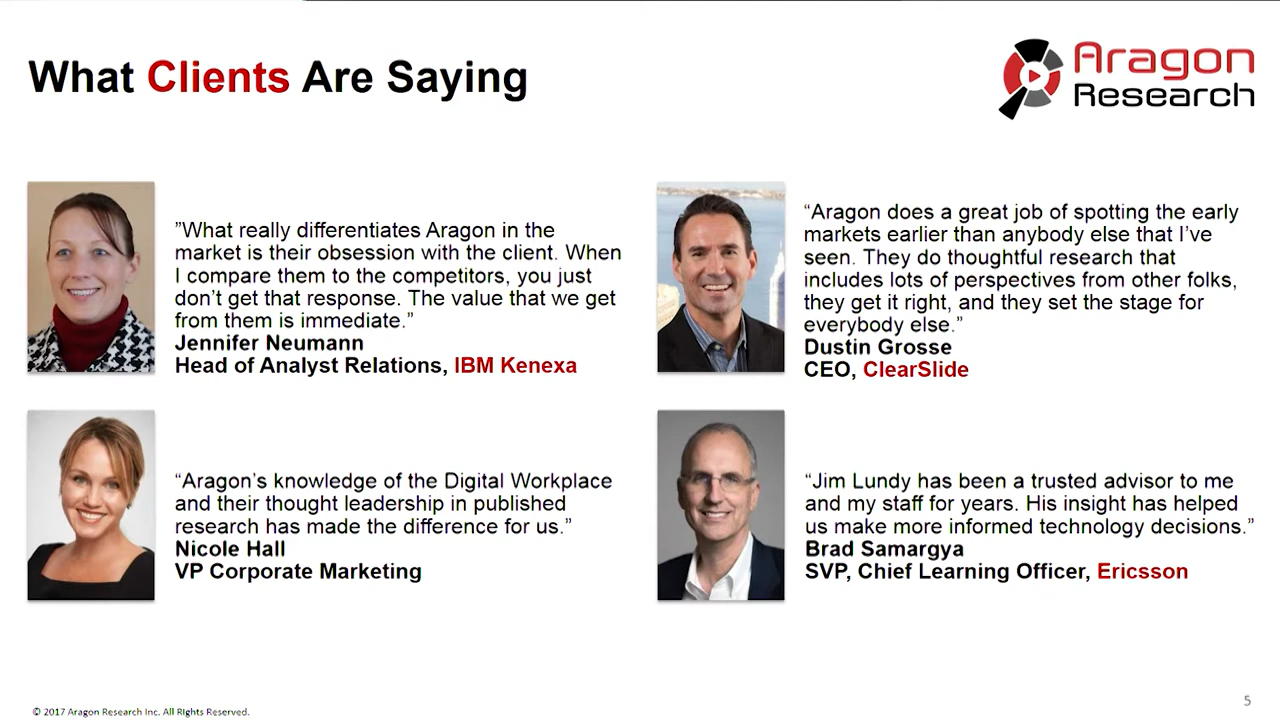 What Clients Are Saying
Aragon
Research
”What really differentiates Aragon in the
market is their obsession with the client. When
I compare them to the competitors, you just
don’t get that response. The value that we get
from them is immediate.”
Jennifer Neumann
Head of Analyst Relations, IBM Kenexa
“Aragon does a great job of spotting the early
markets earlier than anybody else that I’ve
seen. They do thoughtful research that
includes lots of perspectives from other folks,
they get it right, and they set the stage for
everybody else.”
Dustin Grosse
CEO, ClearSlide
“Aragon’s knowledge of the Digital Workplace
and their thought leadership in published
research has made the difference for us.”
Nicole Hall
VP Corporate Marketing
“Jim Lundy has been a trusted advisor to me
and my staff for years. His insight has helped
us make more informed technology decisions.”
Brad Samargya
SVP, Chief Learning Officer, Ericsson
© 2017 Aragon Research Inc. All Rights Reserved.
5